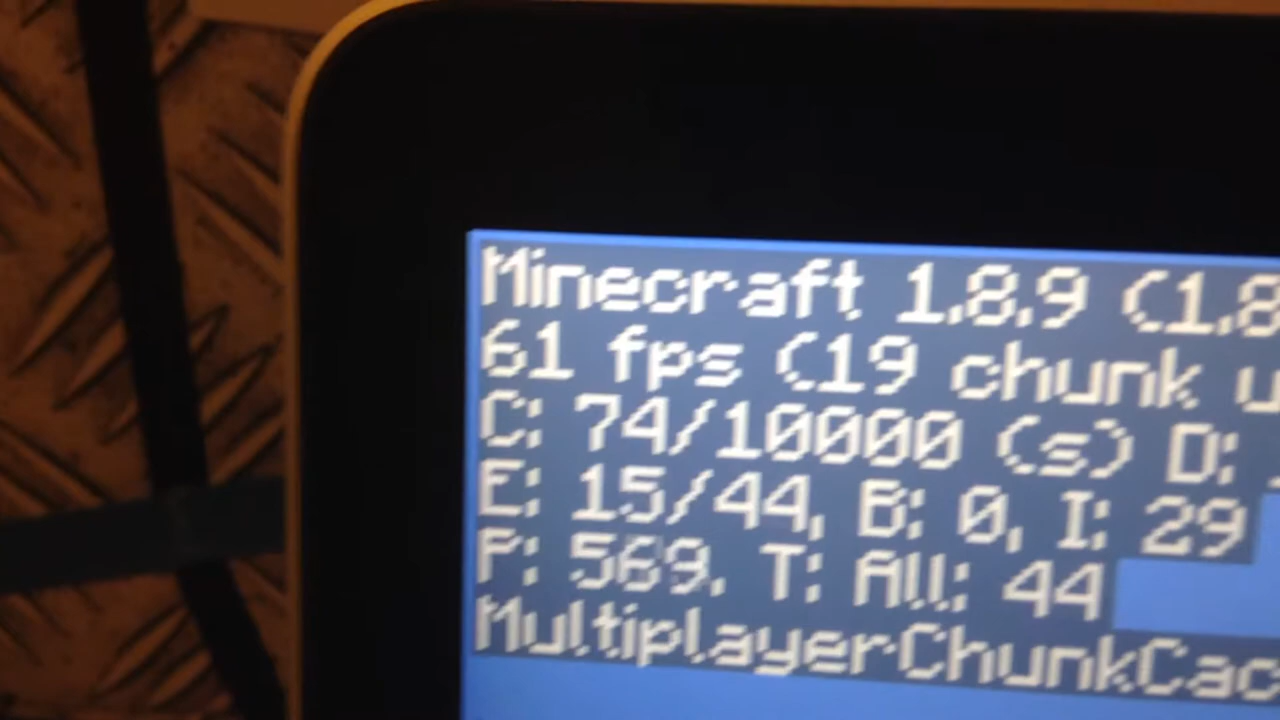 Minecraft 1.8.9 (1.8
61 fps (19 chunk u
C: 74/10000 (s) D:
E: 15/44, B: 0, I: 29
P: 569. T: All: 44
MultiplayerChunkCac